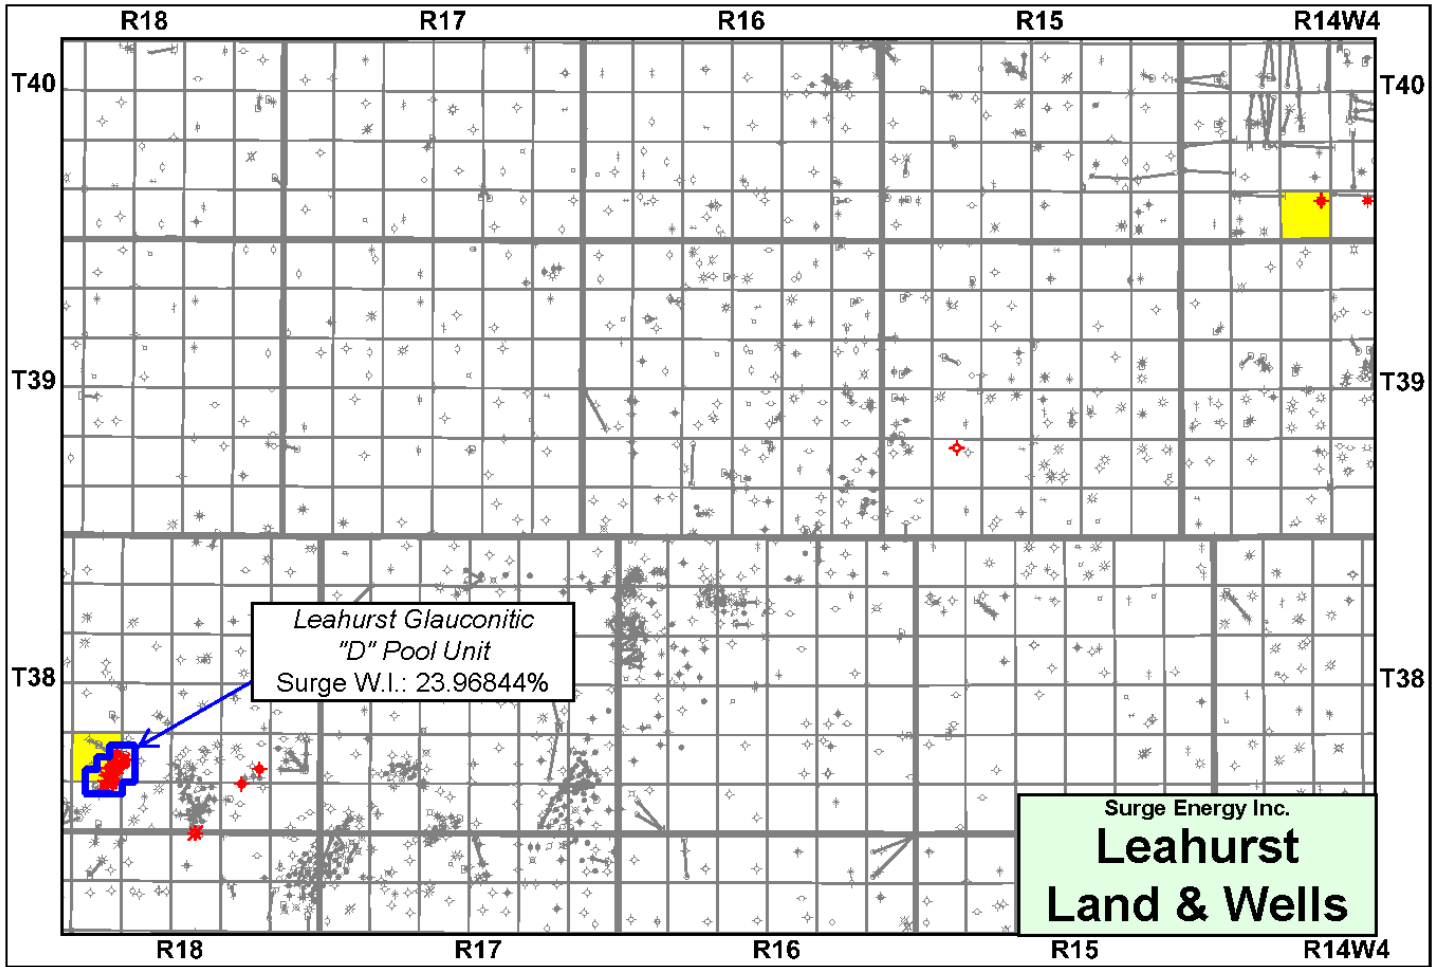 R18 R17 R16 R15 R14W4
T40 T40
T39 T39
Leahurst Glauconitic
"D" Pool Unit
Surge W.I.: 23.96844%
T38 T38
Surge Energy Inc.
Leahurst
Land & Wells
R18 R17 R16 R15 R14W4